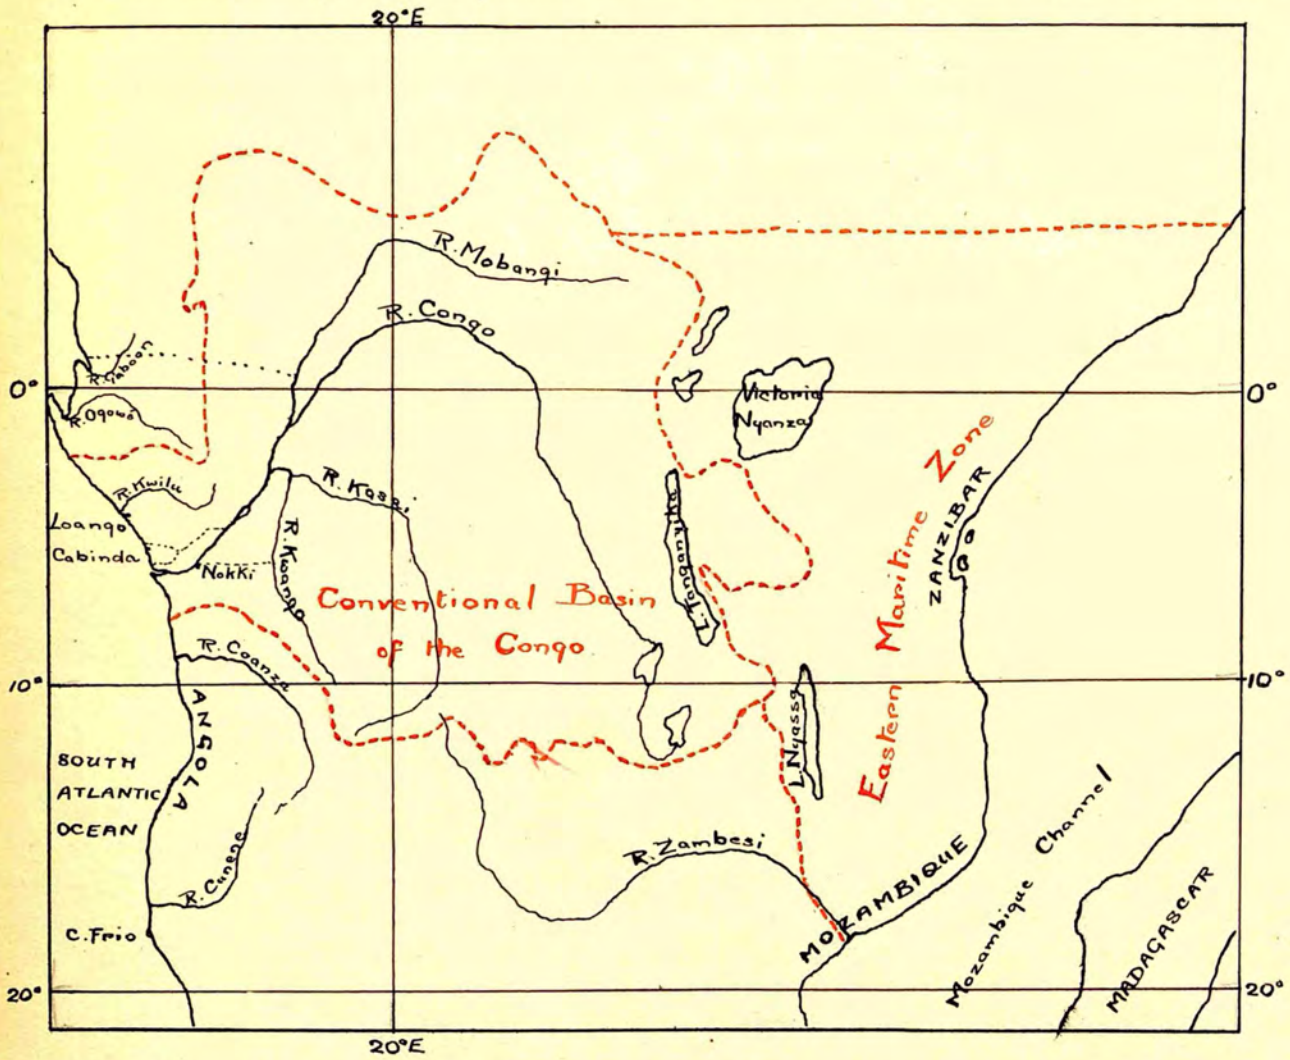 20°E
R. Mobangi
R. Congo
R. Gaboon
0°
0°
R. Ogowé
Victoria
Nyanza
R. Kwilu
R. Kassai
Loango
Cabinda
Nokki
R. Kwango
L. Tanganyika
ZANZIBAR
Eastern Maritime Zone
Conventional Basin
of the Congo
R. Coanza
10°
10°
ANGOLA
L. Nyassa
SOUTH
ATLANTIC
OCEAN
R. Zambesi
R. Cunene
C. Frio
MOZAMBIQUE
Mozambique Channel
MADAGASCAR
20°
20°
20°E